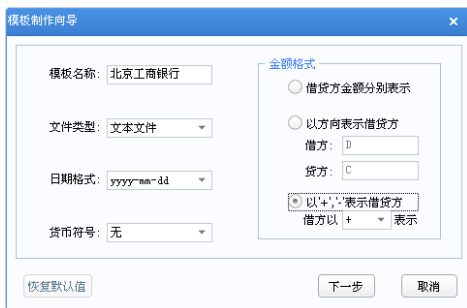 模板制作向导
模板名称: 北京工商银行
文件类型: 文本文件
日期格式: yyyy-mm-dd
货币符号: 无
金额格式
借贷方金额分别表示
以方向表示借贷方
借方: D
贷方: C
以'+','-'表示借贷方
借方以 + 表示
恢复默认值
下一步
取消